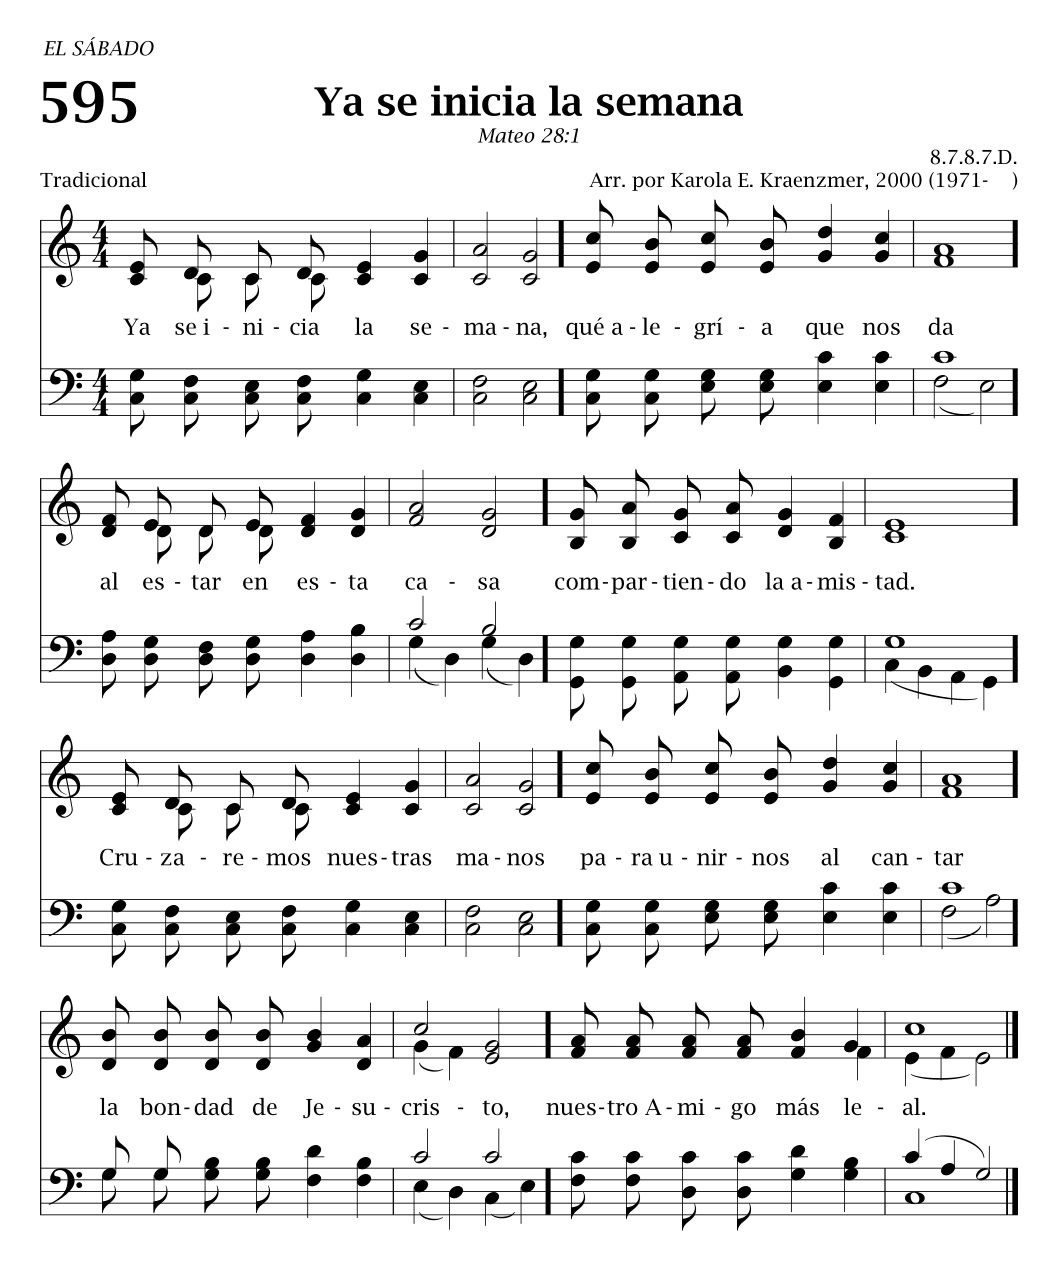 EL SÁBADO
595
Ya se inicia la semana
Mateo 28:1
8.7.8.7.D.
Tradicional
Arr. por Karola E. Kraenzmer, 2000 (1971- )
Ya se i - ni - cia la se - ma - na, qué a - le - grí - a que nos da
al es - tar en es - ta ca - sa com - par - tien - do la a - mis - tad.
Cru - za - re - mos nues - tras ma - nos pa - ra u - nir - nos al can - tar
la bon - dad de Je - su - cris - to, nues - tro A - mi - go más le - al.